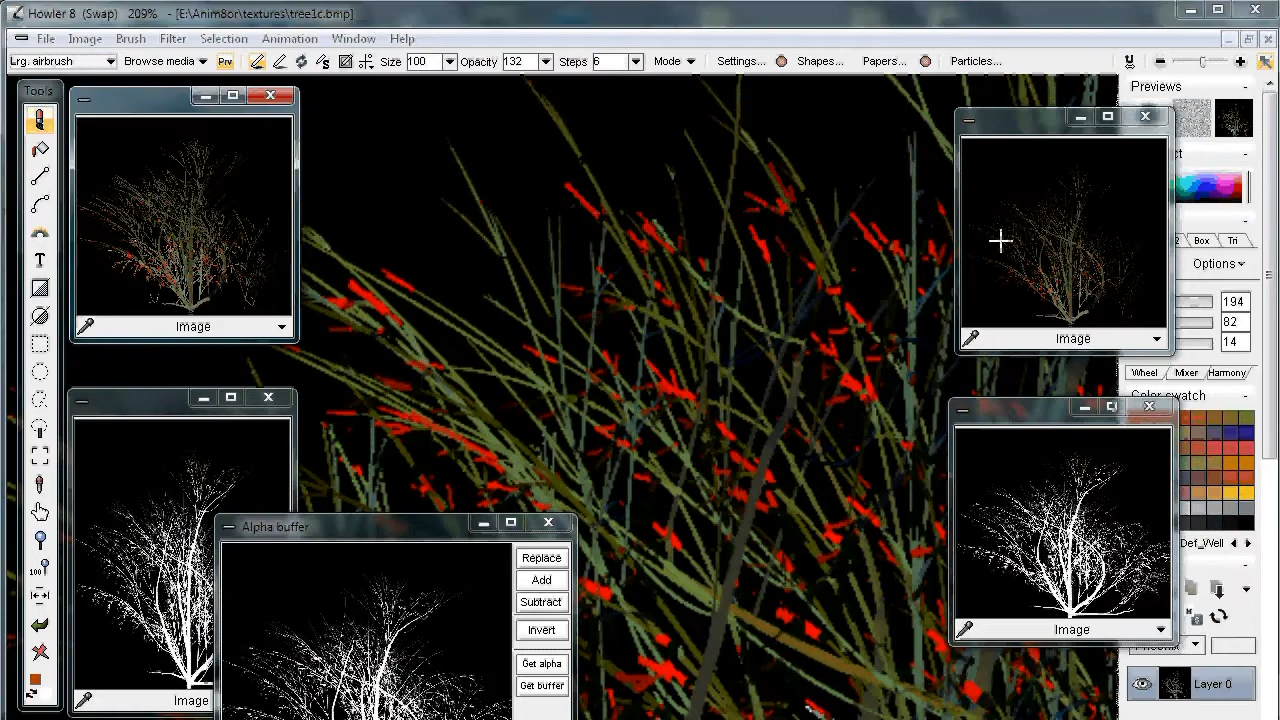 Howler 8 (Swap) 209% - [E:\Anim8or\textures\tree1c.bmp]
File Image Brush Filter Selection Animation Window Help
Lrg. airbrush Browse media Prv Size 100 Opacity 132 Steps 6 Mode Settings... Shapes... Papers... Particles...
Tools
Previews
Box Tri
Options
194
82
14
Image
Image
Wheel Mixer Harmony
Color swatch
Alpha buffer
Replace
Add
Subtract
Invert
Get alpha
Get buffer
Def_Well
100
Image
Image
Layer 0